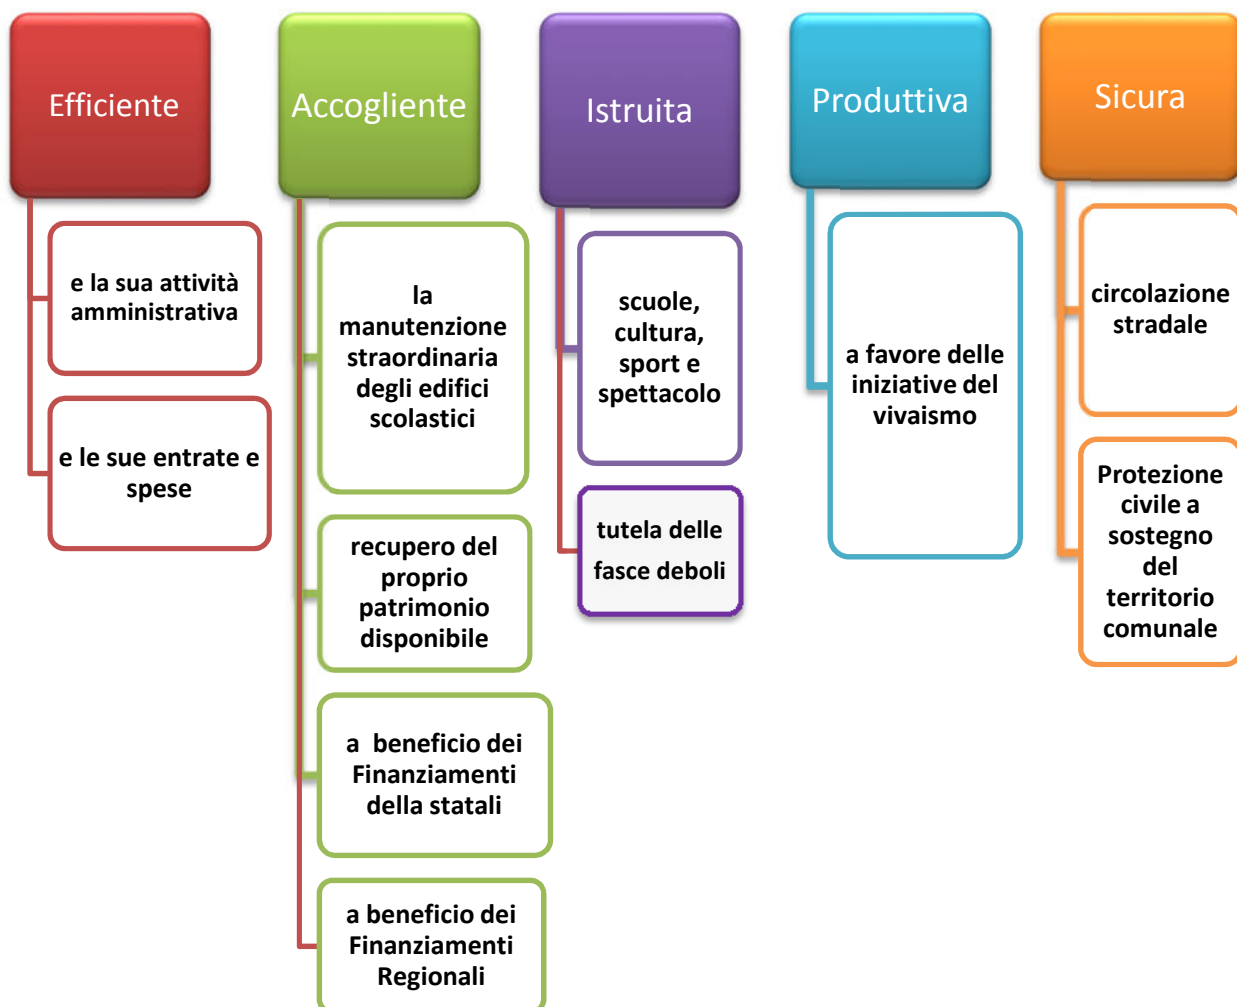 Efficiente
e la sua attività
amministrativa
e le sue entrate e
spese
Accogliente
la
manutenzione
straordinaria
degli edifici
scolastici
recupero del
proprio
patrimonio
disponibile
a  beneficio dei
Finanziamenti
della statali
a beneficio dei
Finanziamenti
Regionali
Istruita
scuole,
cultura,
sport e
spettacolo
tutela delle
fasce deboli
Produttiva
a favore delle
iniziative del
vivaismo
Sicura
circolazione
stradale
Protezione
civile a
sostegno
del
territorio
comunale